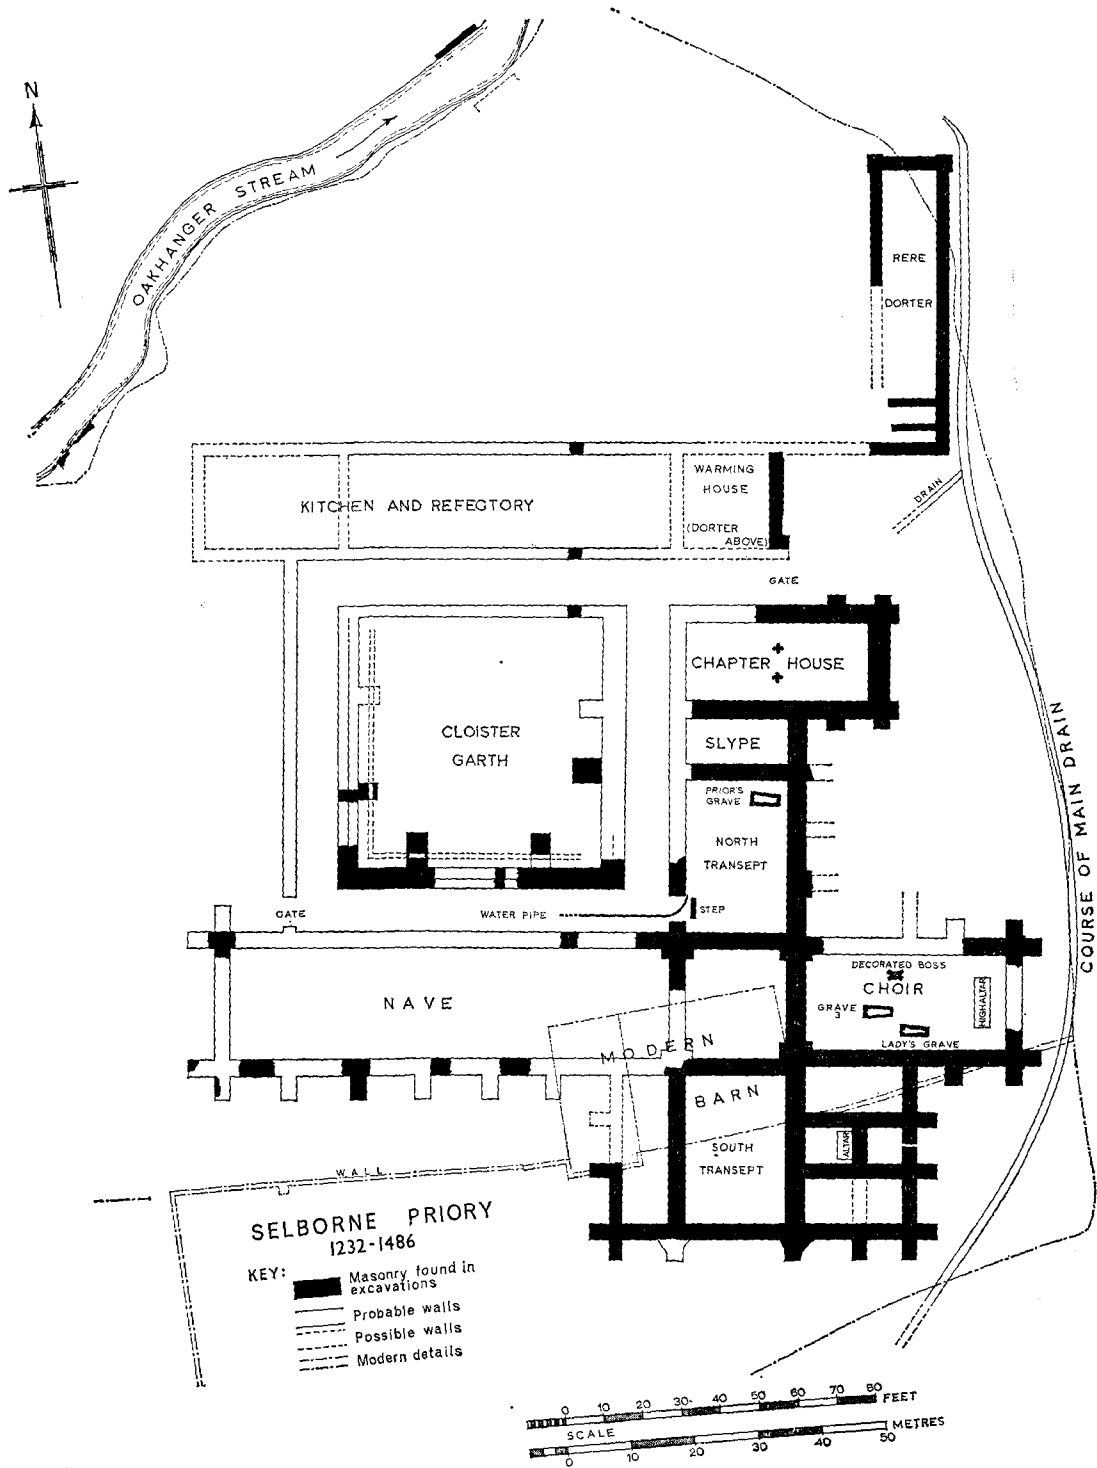 N
OAKHANGER STREAM
RERE
DORTER
WARMING
HOUSE
KITCHEN AND REFECTORY
(DORTER
ABOVE)
DRAIN
GATE
CHAPTER HOUSE
CLOISTER
GARTH
SLYPE
PRIOR'S
GRAVE
NORTH
TRANSEPT
COURSE OF MAIN DRAIN
GATE
WATER PIPE
STEP
DECORATED BOSS
CHOIR
NAVE
GRAVE
3
HIGH ALTAR
LADY'S GRAVE
MODERN
BARN
SOUTH
TRANSEPT
ALTAR
WALL
SELBORNE PRIORY
1232-1486
KEY:
Masonry found in
excavations
Probable walls
Possible walls
Modern details
0 10 20 30 40 50 60 70 80 FEET
SCALE
0 10 20 30 40 50 METRES